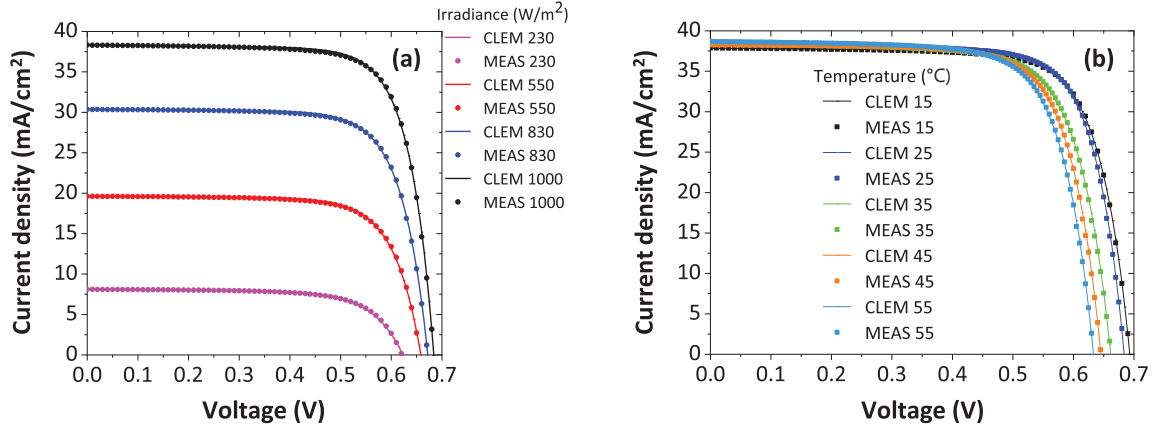 Irradiance (W/m²)
CLEM 230
MEAS 230
CLEM 550
MEAS 550
CLEM 830
MEAS 830
CLEM 1000
MEAS 1000
(a)
Current density (mA/cm²)
40
35
30
25
20
15
10
5
0
0.0 0.1 0.2 0.3 0.4 0.5 0.6 0.7
Voltage (V)
(b)
Temperature (°C)
CLEM 15
MEAS 15
CLEM 25
MEAS 25
CLEM 35
MEAS 35
CLEM 45
MEAS 45
CLEM 55
MEAS 55
Current density (mA/cm²)
40
35
30
25
20
15
10
5
0
0.0 0.1 0.2 0.3 0.4 0.5 0.6 0.7
Voltage (V)